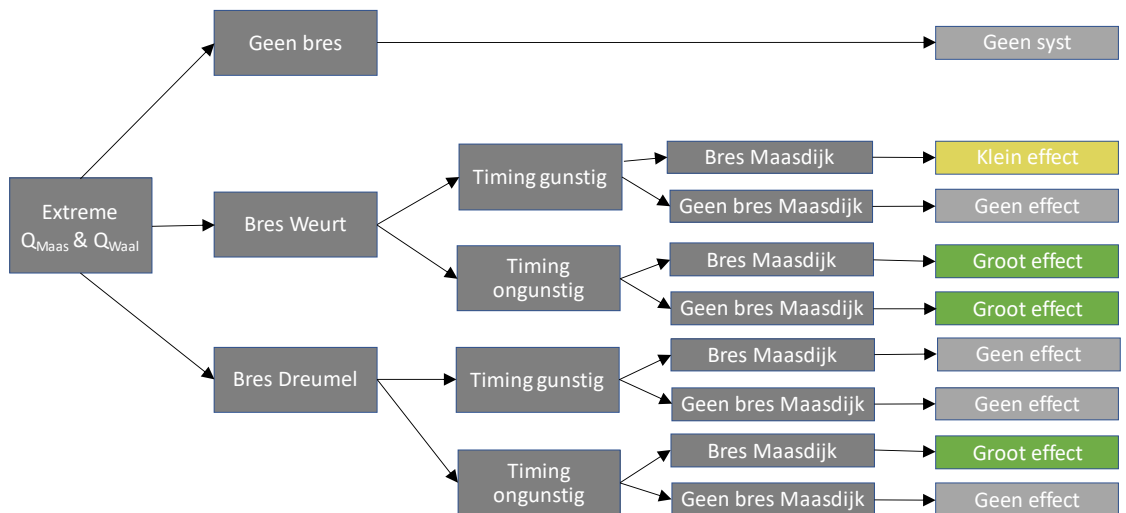 Geen bres
Geen syst
Extreme
QMaas & QWaal
Bres Weurt
Timing gunstig
Bres Maasdijk
Klein effect
Geen bres Maasdijk
Geen effect
Timing
ongunstig
Bres Maasdijk
Groot effect
Geen bres Maasdijk
Groot effect
Bres Dreumel
Timing gunstig
Bres Maasdijk
Geen effect
Geen bres Maasdijk
Geen effect
Timing
ongunstig
Bres Maasdijk
Groot effect
Geen bres Maasdijk
Geen effect